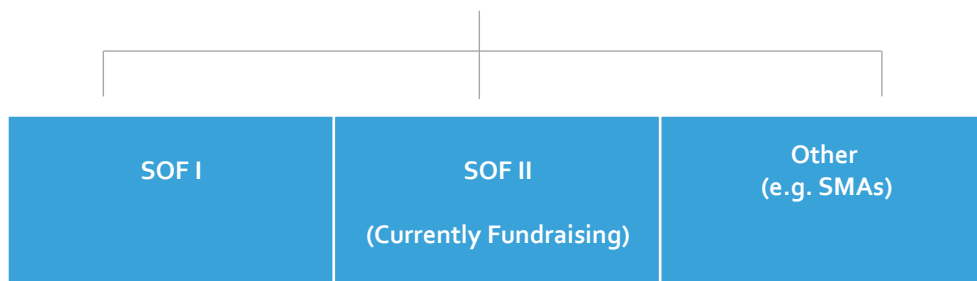 SOF I
SOF II
(Currently Fundraising)
Other
(e.g. SMAs)